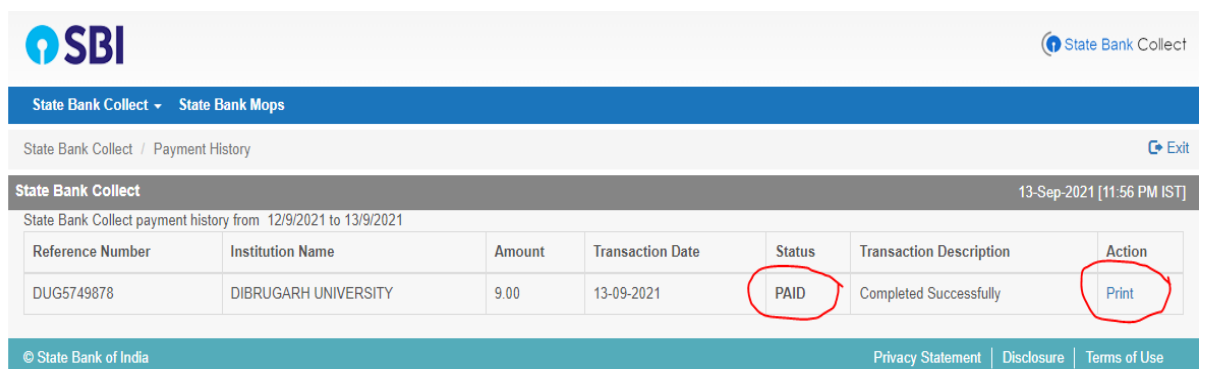 SBI
State Bank Collect
State Bank Collect State Bank Mops
State Bank Collect / Payment History Exit
State Bank Collect 13-Sep-2021 [11:56 PM IST]
State Bank Collect payment history from 12/9/2021 to 13/9/2021
Reference Number Institution Name Amount Transaction Date Status Transaction Description Action
DUG5749878 DIBRUGARH UNIVERSITY 9.00 13-09-2021 PAID Completed Successfully Print
© State Bank of India Privacy Statement | Disclosure | Terms of Use